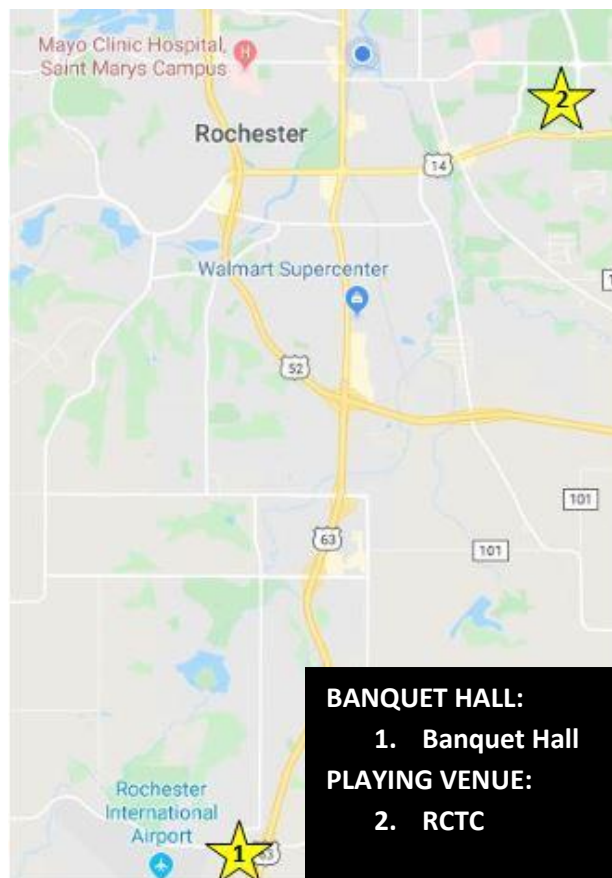 Mayo Clinic Hospital,
Saint Marys Campus
H
2
Rochester
14
Walmart Supercenter
52
101
63
101
BANQUET HALL:
1. Banquet Hall
PLAYING VENUE:
2. RCTC
Rochester
International
Airport
1
63